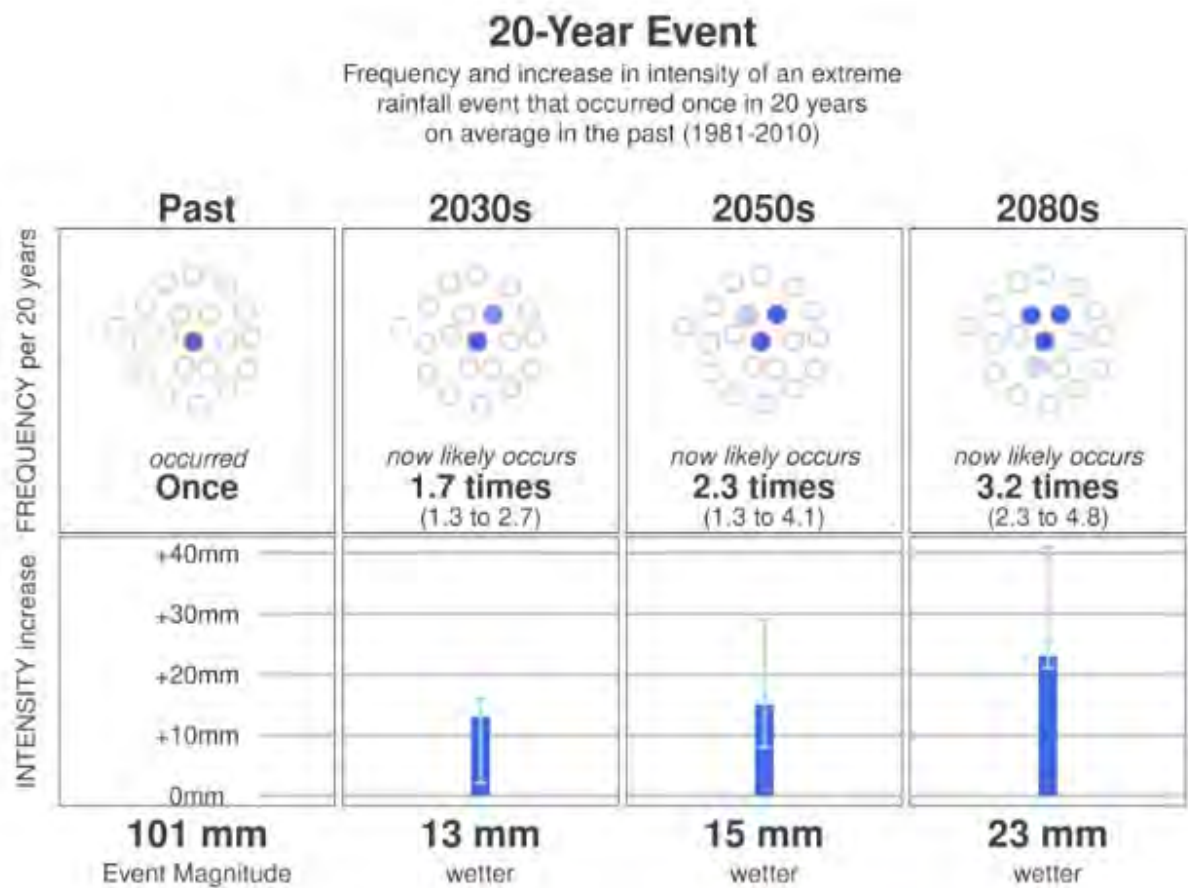 20-Year Event
Frequency and increase in intensity of an extreme
rainfall event that occurred once in 20 years
on average in the past (1981-2010)
Past
2030s
2050s
2080s
FREQUENCY per 20 years
occurred
Once
now likely occurs
1.7 times
(1.3 to 2.7)
now likely occurs
2.3 times
(1.3 to 4.1)
now likely occurs
3.2 times
(2.3 to 4.8)
INTENSITY increase
+40mm
+30mm
+20mm
+10mm
0mm
101 mm
Event Magnitude
13 mm
wetter
15 mm
wetter
23 mm
wetter